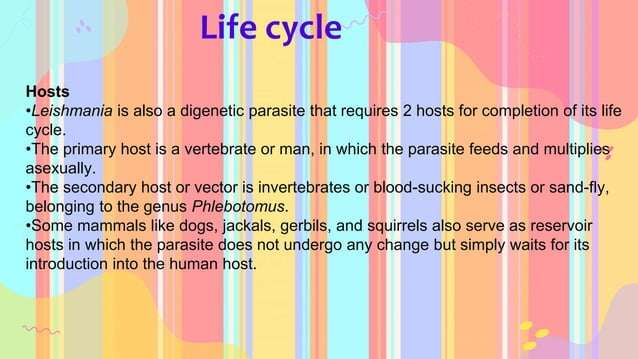 Life cycle
Hosts
•Leishmania is also a digenetic parasite that requires 2 hosts for completion of its life
cycle.
•The primary host is a vertebrate or man, in which the parasite feeds and multiplies
asexually.
•The secondary host or vector is invertebrates or blood-sucking insects or sand-fly,
belonging to the genus Phlebotomus.
•Some mammals like dogs, jackals, gerbils, and squirrels also serve as reservoir
hosts in which the parasite does not undergo any change but simply waits for its
introduction into the human host.